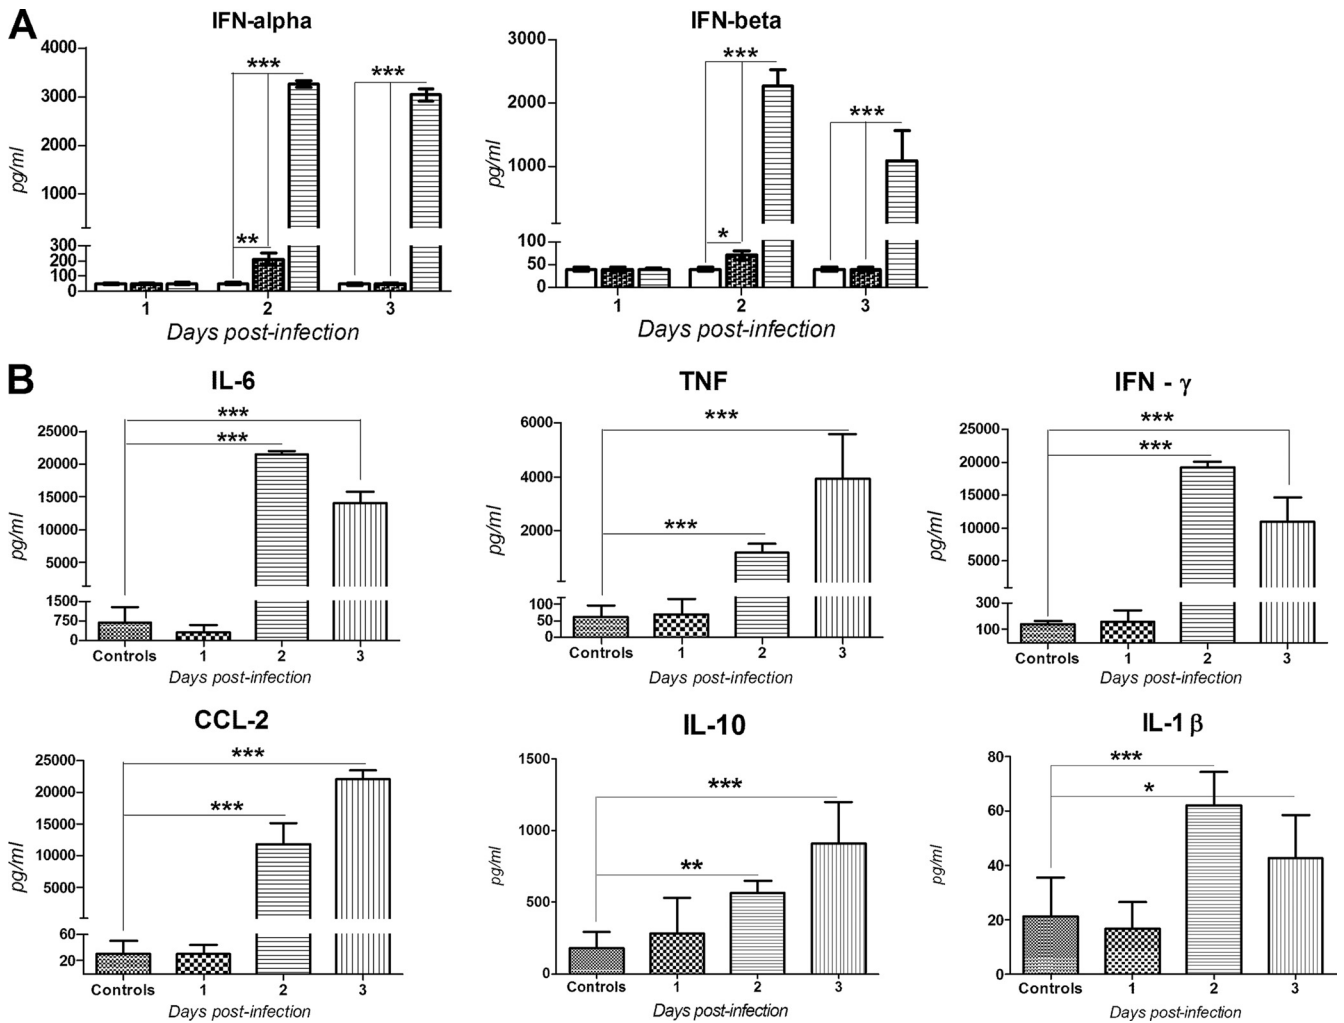 A
IFN-alpha
4000
3000
2000
1000
300
200
100
0
pg/ml
***
**
***
1
2
3
Days post-infection
IFN-beta
3000
2000
1000
100
50
0
pg/ml
***
*
***
1
2
3
Days post-infection
B
IL-6
25000
20000
15000
10000
5000
1500
750
0
pg/ml
***
***
Controls
1
2
3
Days post-infection
TNF
6000
4000
2000
100
50
0
pg/ml
***
***
Controls
1
2
3
Days post-infection
IFN - γ
25000
20000
15000
10000
5000
300
100
pg/ml
***
***
Controls
1
2
3
Days post-infection
CCL-2
25000
20000
15000
10000
5000
60
20
pg/ml
***
***
Controls
1
2
3
Days post-infection
IL-10
1500
1000
500
0
pg/ml
***
**
Controls
1
2
3
Days post-infection
IL-1 β
80
60
40
20
0
pg/ml
***
*
Controls
1
2
3
Days post-infection